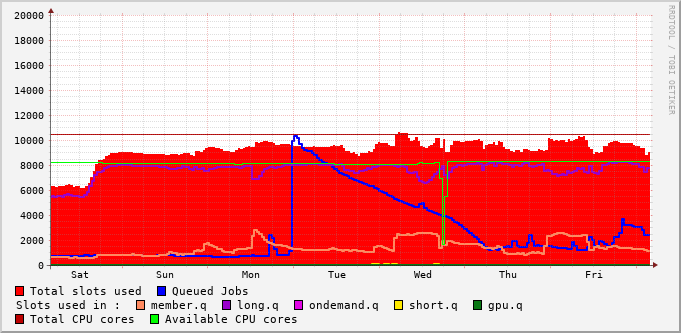 RRDTOOL / TOBI OETIKER
20000
18000
16000
14000
12000
10000
8000
6000
4000
2000
0
Sat Sun Mon Tue Wed Thu Fri
Total slots used Queued Jobs
Slots used in : member.q long.q ondemand.q short.q gpu.q
Total CPU cores Available CPU cores